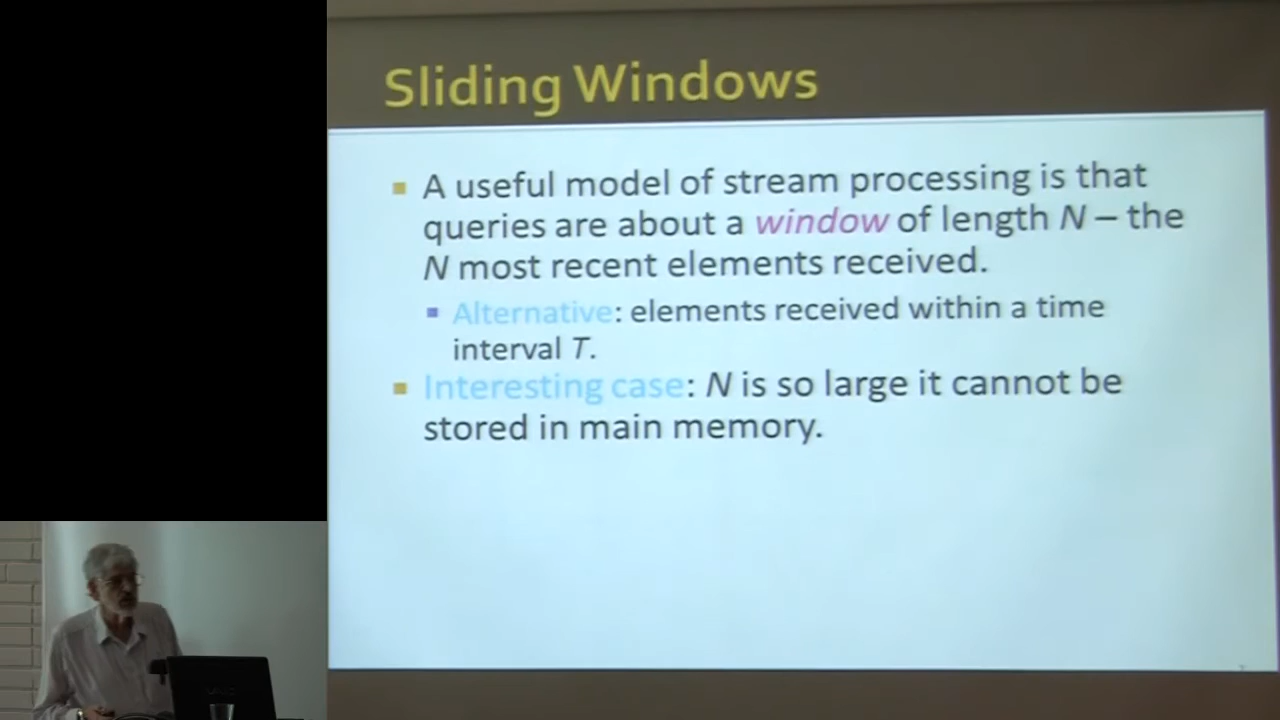 Sliding Windows
A useful model of stream processing is that
queries are about a window of length N – the
N most recent elements received.
Alternative: elements received within a time
interval T.
Interesting case: N is so large it cannot be
stored in main memory.